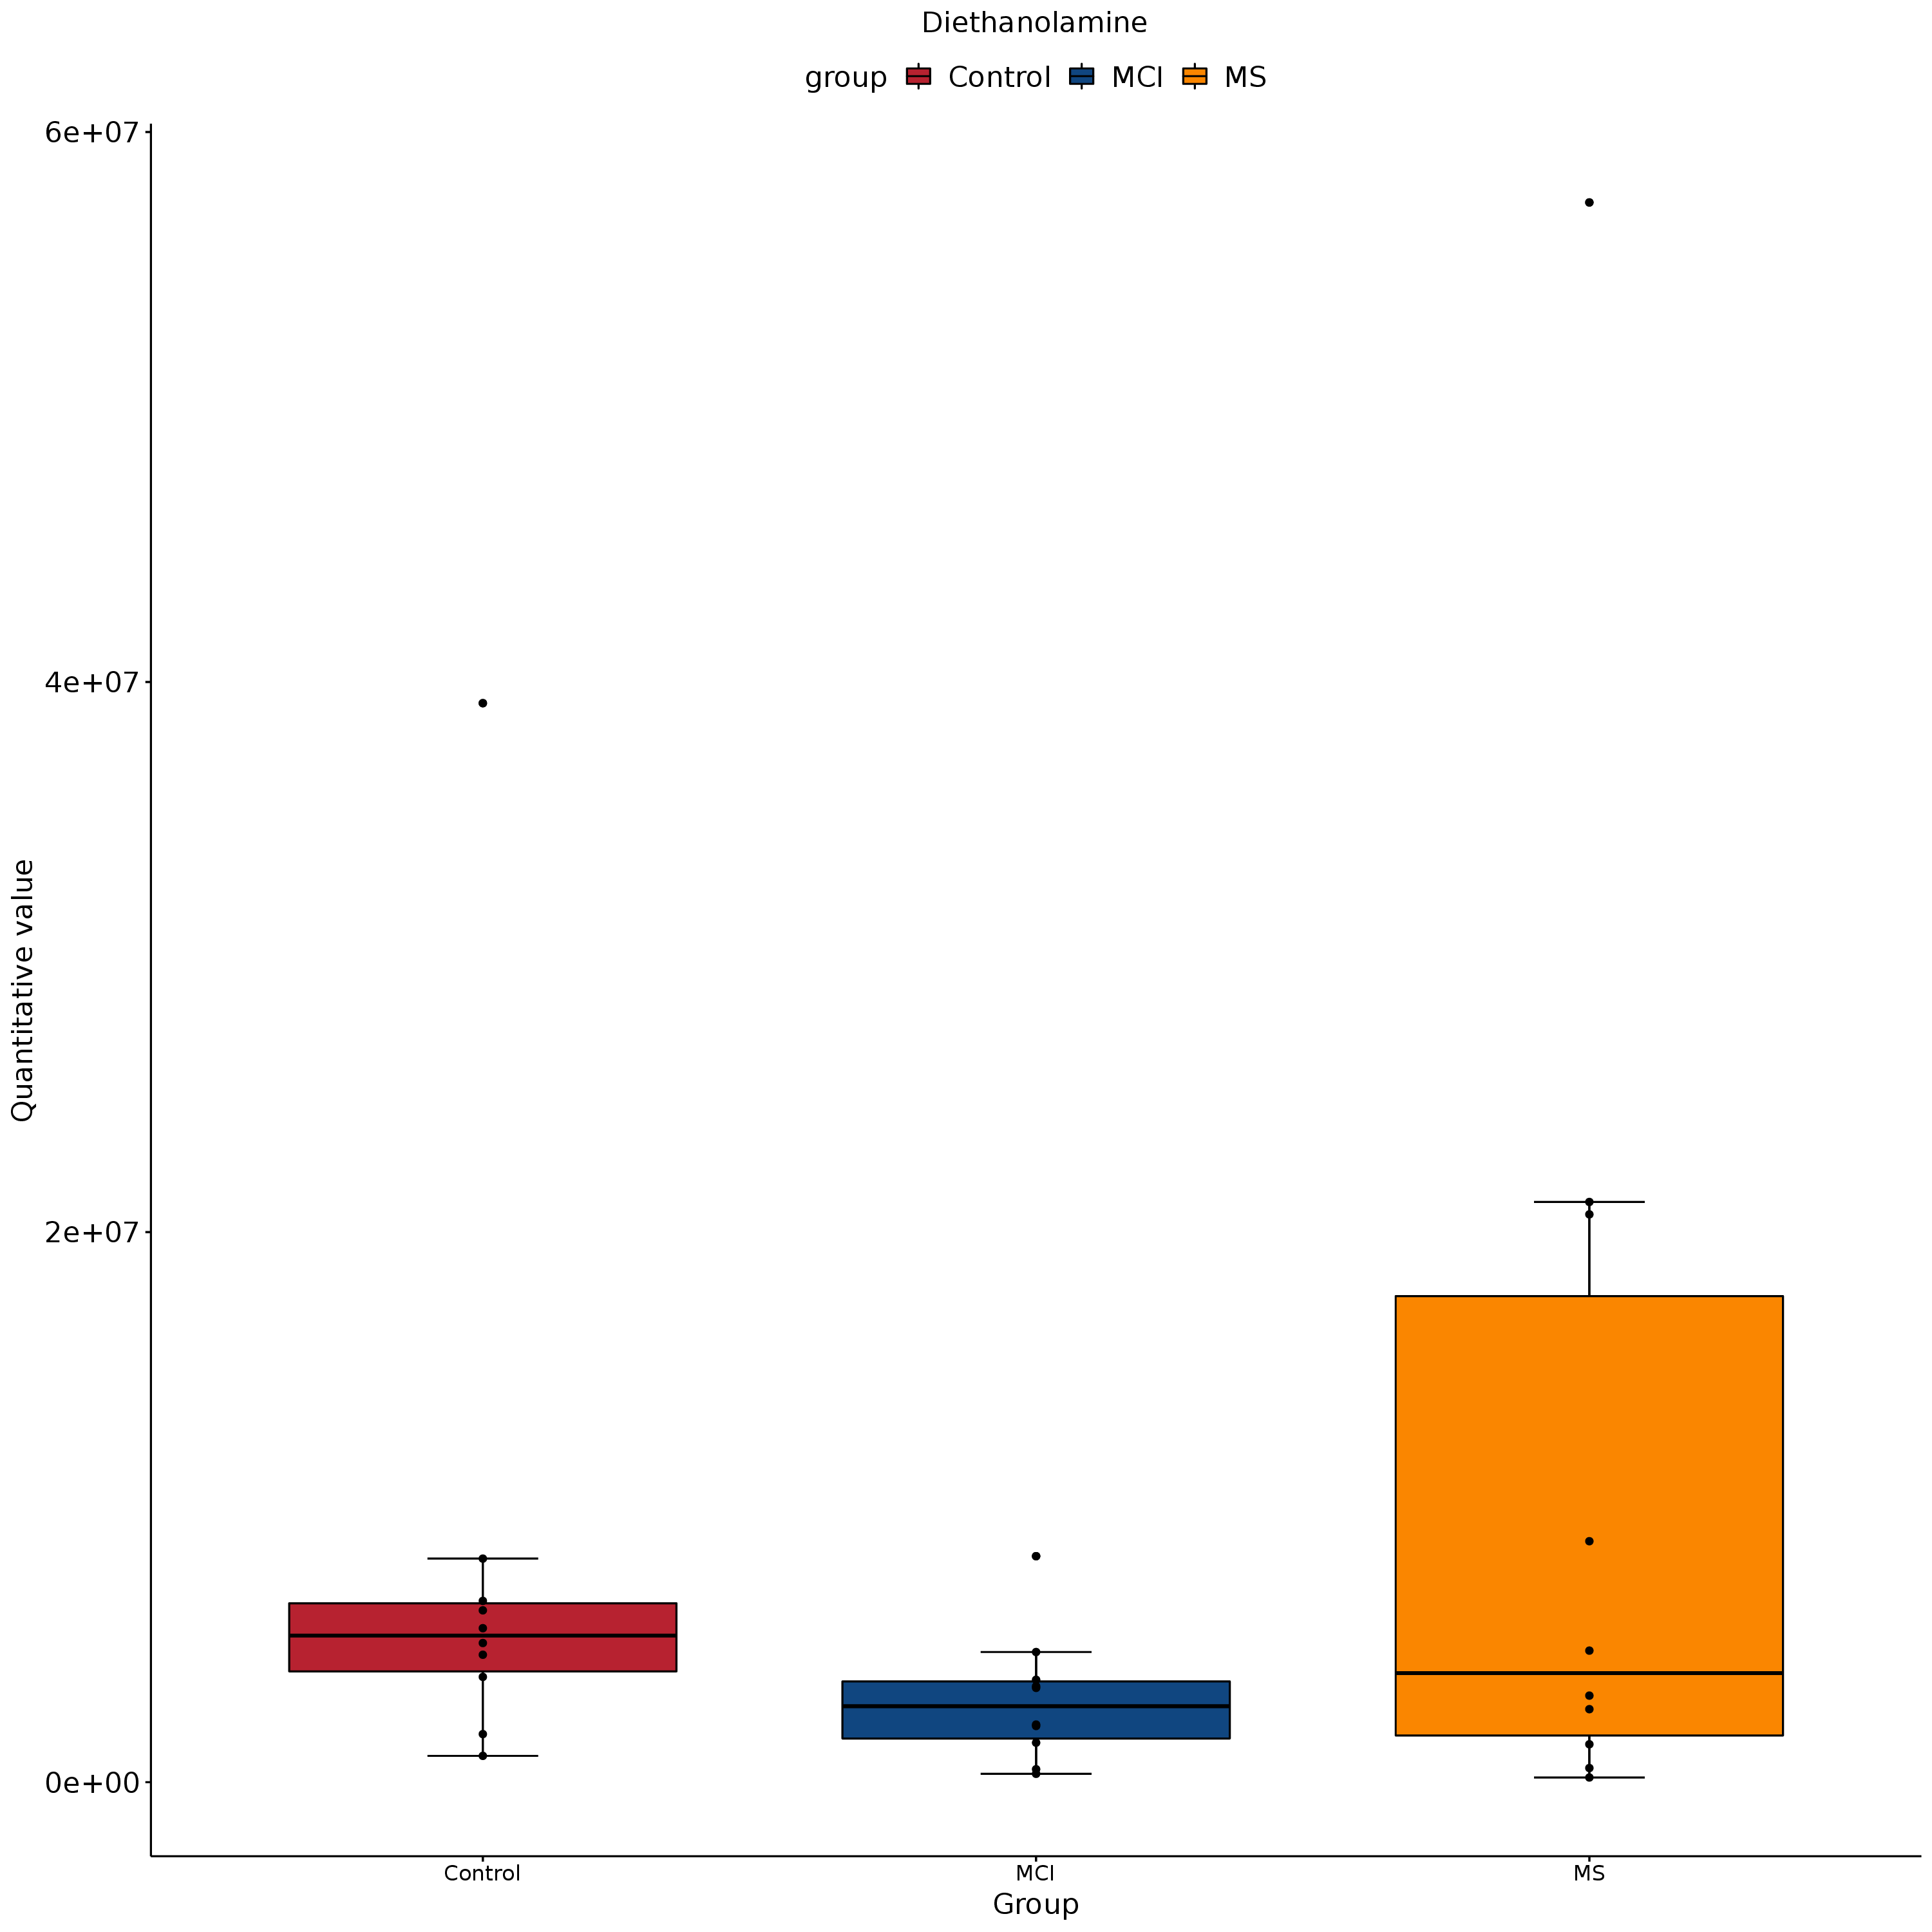 Diethanolamine
group Control MCI MS
6e+07
4e+07
2e+07
0e+00
Quantitative value
Control MCI MS
Group